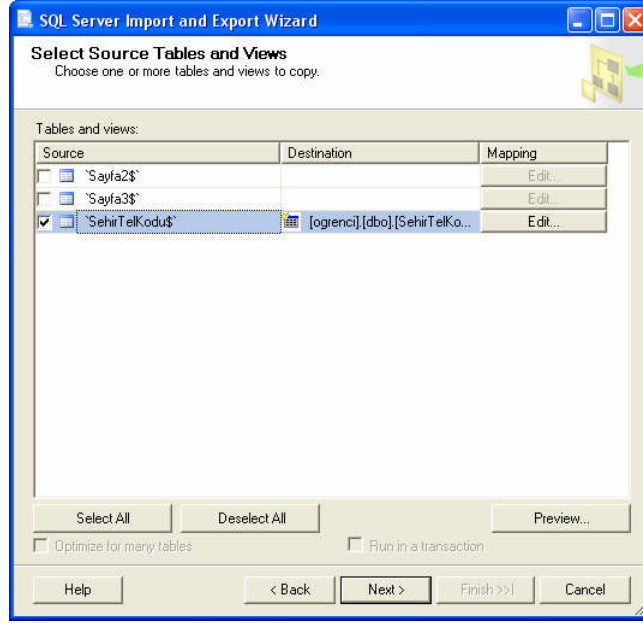 SQL Server Import and Export Wizard
Select Source Tables and Views
Choose one or more tables and views to copy.
Tables and views:
Source Destination Mapping
`Sayfa2$` Edit...
`Sayfa3$` Edit...
`SehirTelKodu$` [ogrenci].[dbo].[SehirTelKo... Edit...
Select All Deselect All Preview...
Optimize for many tables Run in a transaction
Help < Back Next > Finish >>| Cancel